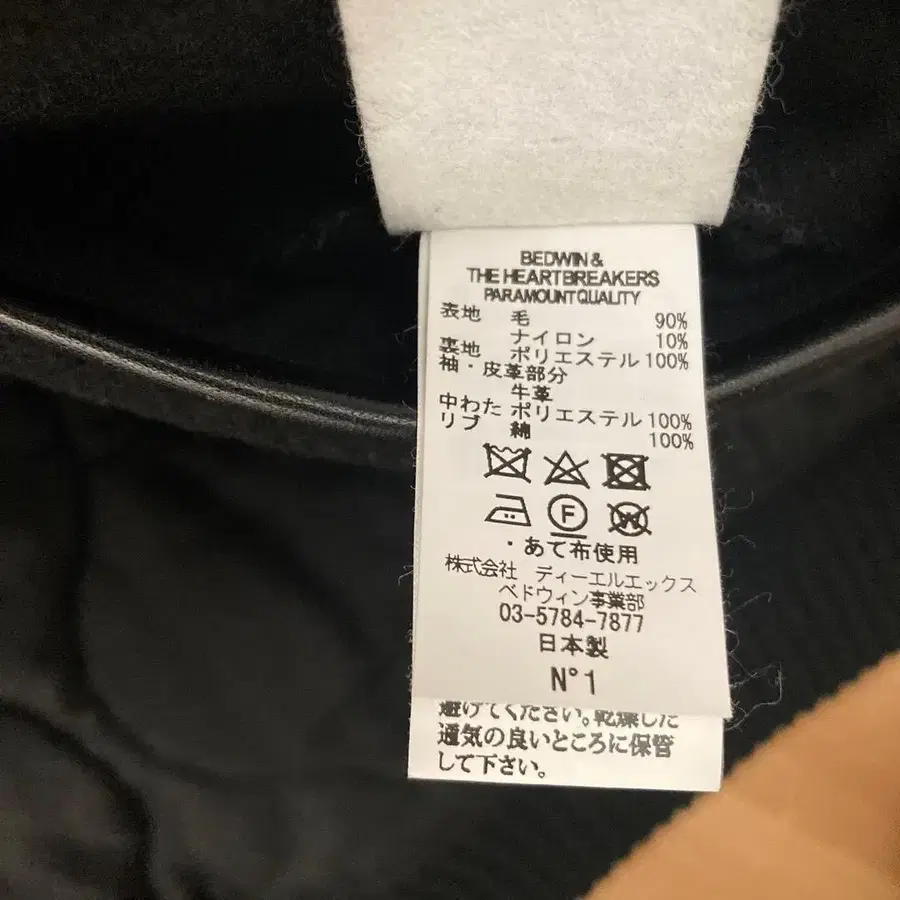 BEDWIN &
THE HEARTBREAKERS
PARAMOUNT QUALITY
表地 毛 90%
ナイロン 10%
裏地 ポリエステル 100%
袖・皮革部分
牛革
中わた ポリエステル 100%
リブ 綿 100%
F
W
・あて布使用
株式会社 ディーエルエックス
ベドウィン事業部
03-5784-7877
日本製
N°1
避けてください。乾燥した
通気の良いところに保管
して下さい。